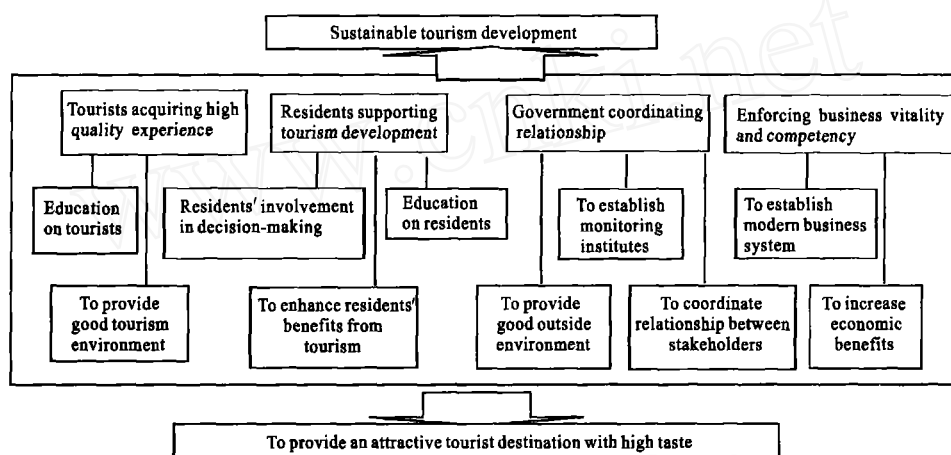 Sustainable tourism development
Tourists acquiring high
quality experience
Residents supporting
tourism development
Government coordinating
relationship
Enforcing business vitality
and competency
Education
on tourists
Residents' involvement
in decision-making
Education
on residents
To establish
monitoring
institutes
To establish
modern business
system
To provide
good tourism
environment
To enhance residents'
benefits from
tourism
To provide
good outside
environment
To coordinate
relationship between
stakeholders
To increase
economic
benefits
To provide an attractive tourist destination with high taste
www.cnki.net